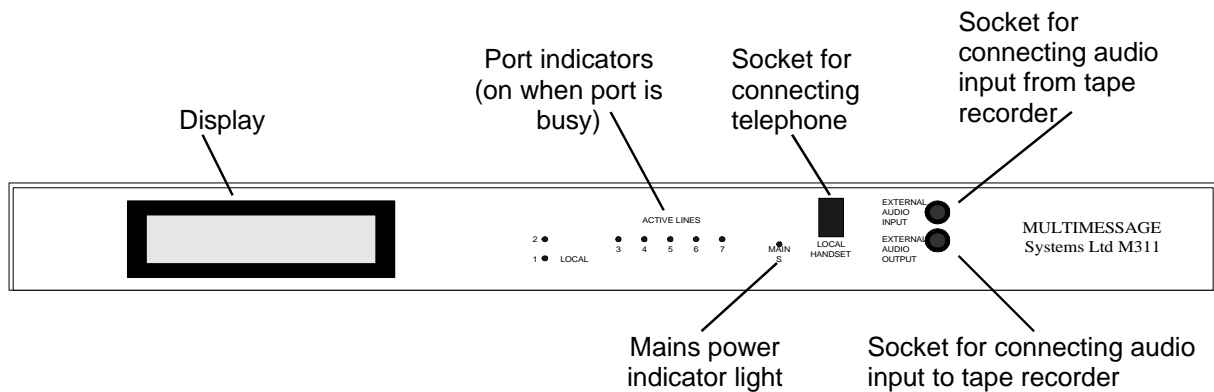 Socket for
connecting audio
input from tape
recorder
Port indicators
(on when port is
busy)
Socket for
connecting
telephone
Display
ACTIVE LINES
2
1 LOCAL
3 4 5 6 7
MAIN
S
LOCAL
HANDSET
EXTERNAL
AUDIO
INPUT
EXTERNAL
AUDIO
OUTPUT
MULTIMESSAGE
Systems Ltd M311
Mains power
indicator light
Socket for connecting audio
input to tape recorder